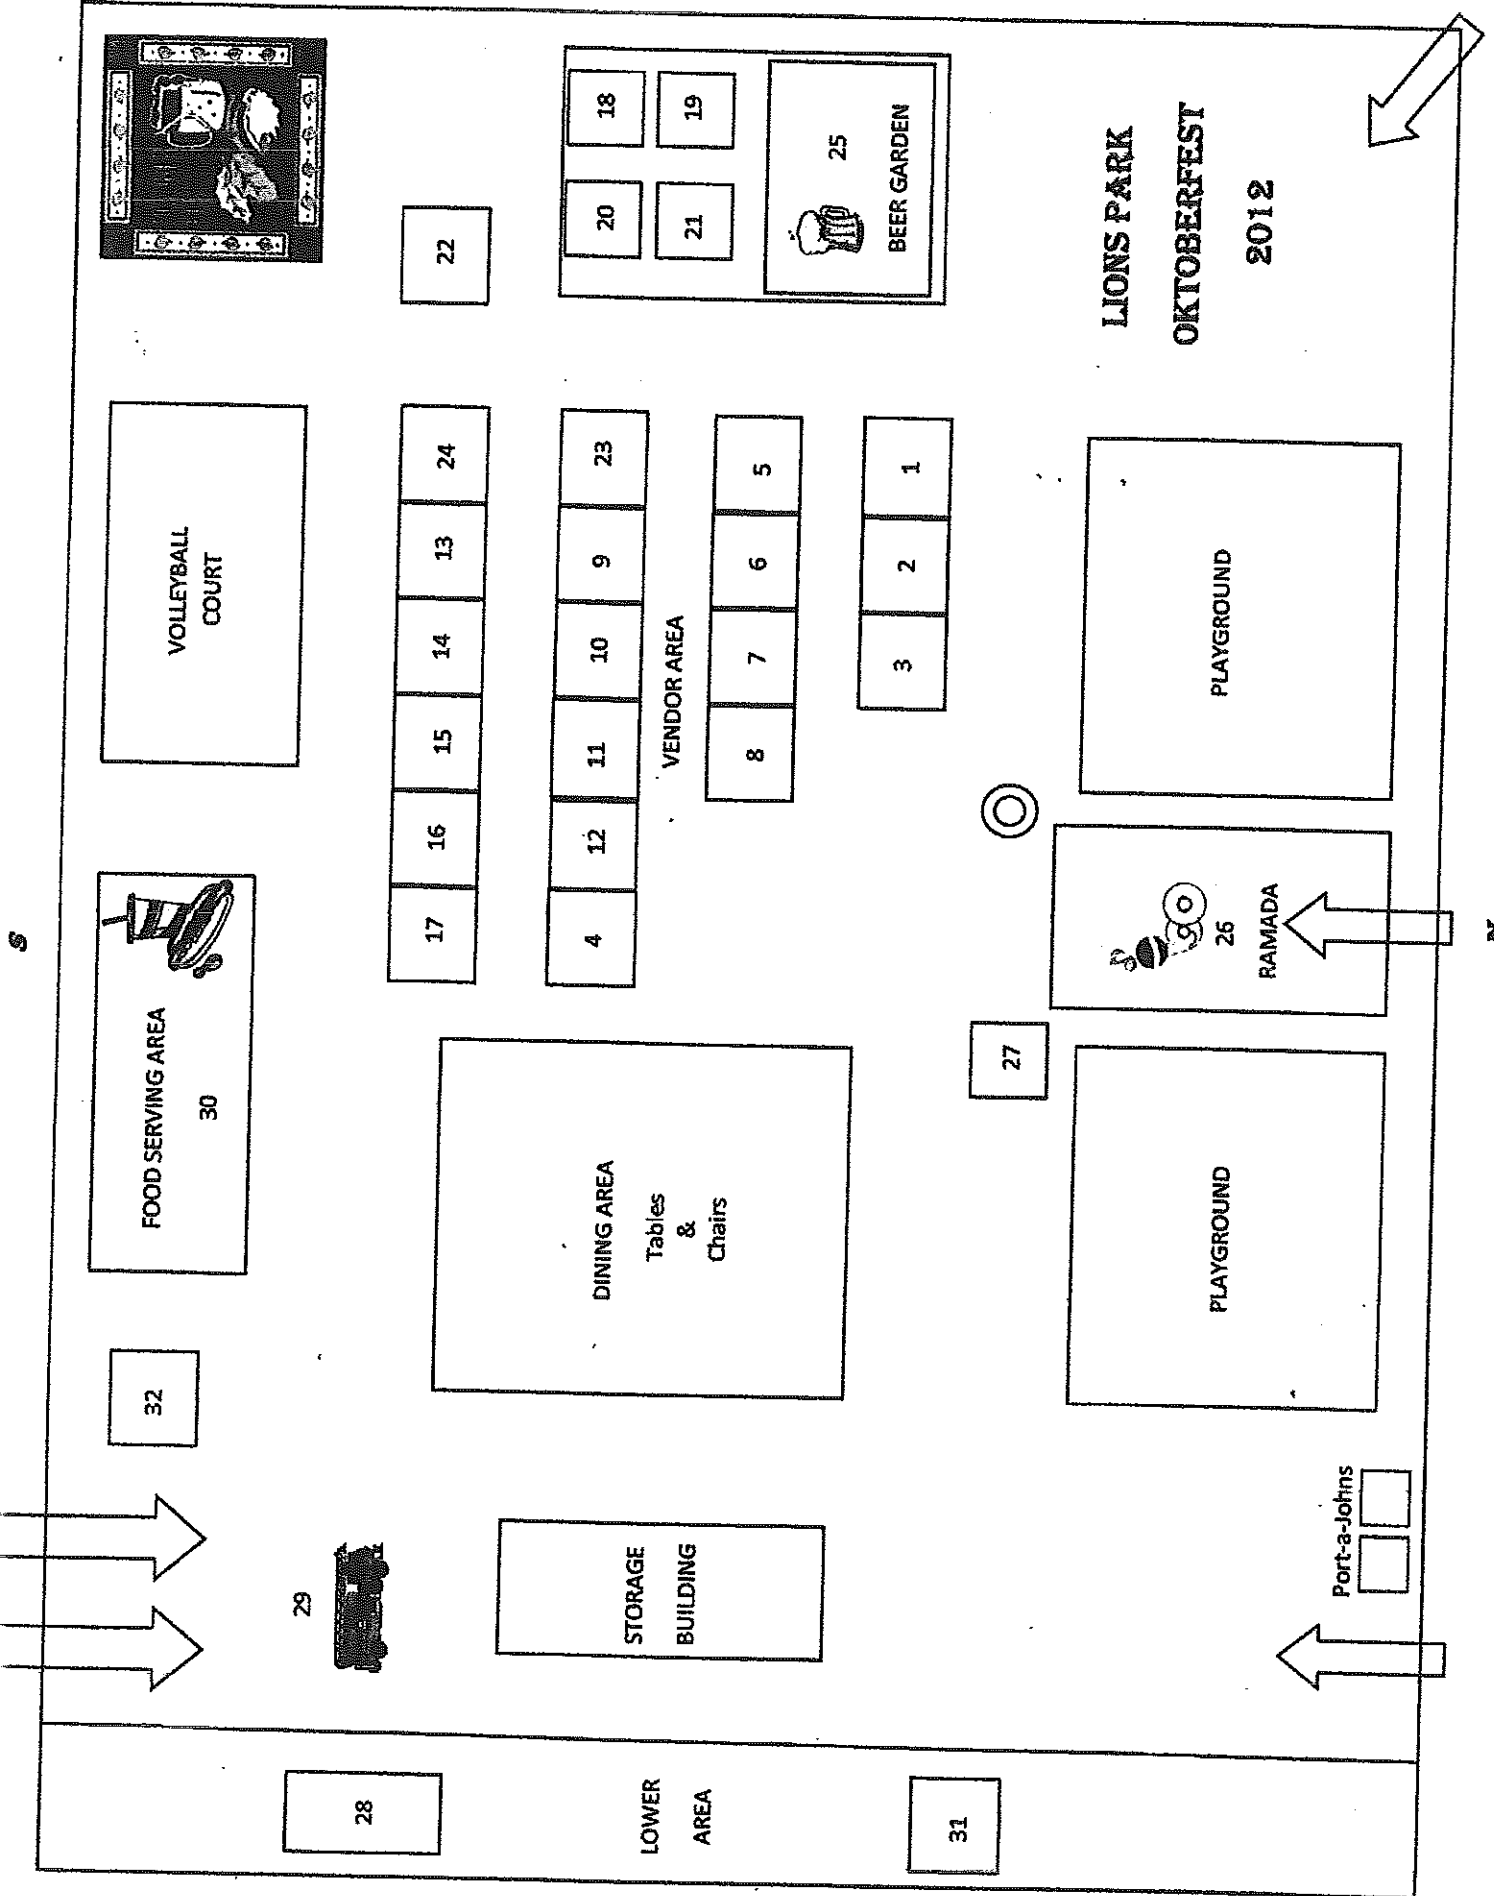 S
32
FOOD SERVING AREA
30
VOLLEYBALL
COURT
29
28
17
16
15
14
13
24
22
4
12
11
10
9
23
20
18
21
19
LOWER
AREA
STORAGE
BUILDING
DINING AREA
Tables
&
Chairs
VENDOR AREA
8
7
6
5
25
BEER GARDEN
3
2
1
31
27
LIONS PARK
OKTOBERFEST
2012
PLAYGROUND
26
RAMADA
PLAYGROUND
Port-a-Johns
N